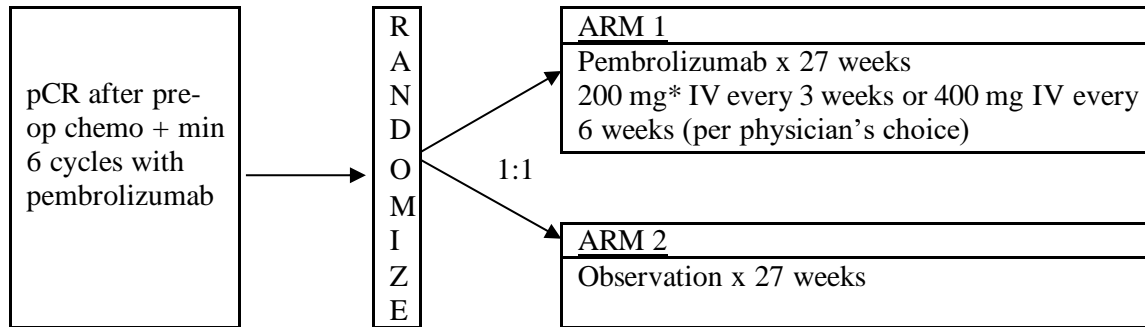 pCR after pre-
op chemo + min
6 cycles with
pembrolizumab
R
A
N
D
O
M
I
Z
E
1:1
ARM 1
Pembrolizumab x 27 weeks
200 mg* IV every 3 weeks or 400 mg IV every
6 weeks (per physician’s choice)
ARM 2
Observation x 27 weeks